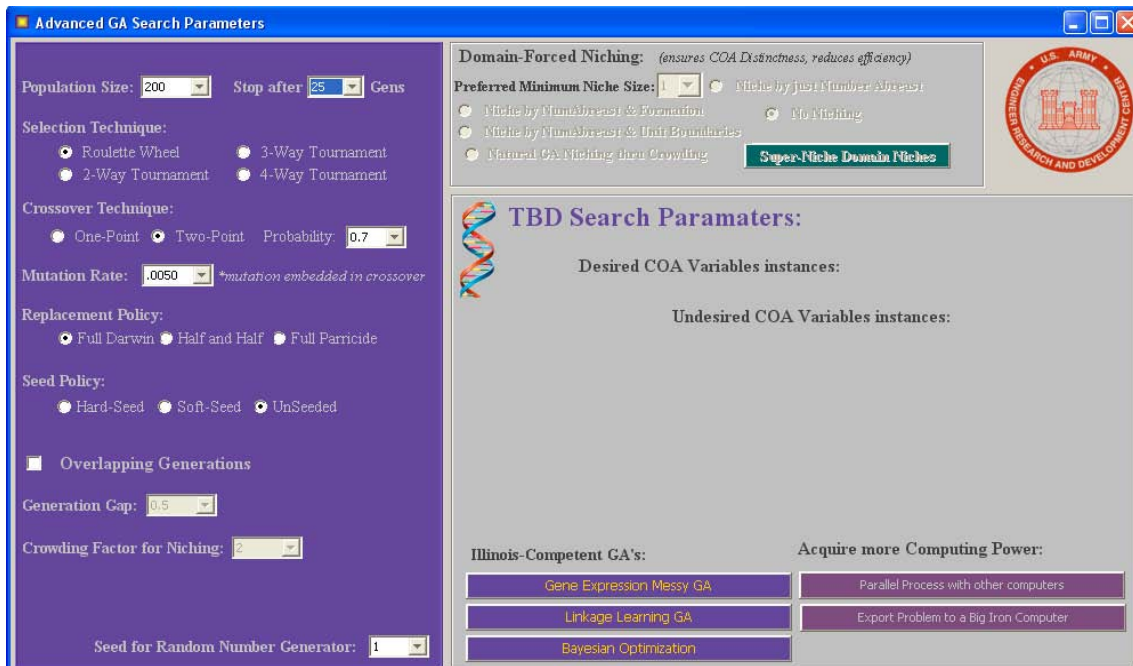 Advanced GA Search Parameters
Population Size: 200 Stop after 25 Gens
Selection Technique:
Roulette Wheel 3-Way Tournament
2-Way Tournament 4-Way Tournament
Crossover Technique:
One-Point Two-Point Probability: 0.7
Mutation Rate: .0050 *mutation embedded in crossover
Replacement Policy:
Full Darwin Half and Half Full Parricide
Seed Policy:
Hard-Seed Soft-Seed UnSeeded
Overlapping Generations
Generation Gap: 0.5
Crowding Factor for Niching: 2
Seed for Random Number Generator: 1
Domain-Forced Niching: (ensures COA Distinctness, reduces efficiency)
Preferred Minimum Niche Size: 1 Niche by just Number Abreast
Niche by NumAbreast & Formation No Niching
Niche by NumAbreast & Unit Boundaries
Natural GA Niching thru Crowding Super-Niche Domain Niches
U.S. ARMY
ENGINEER RESEARCH AND DEVELOPMENT CENTER
TBD Search Paramaters:
Desired COA Variables instances:
Undesired COA Variables instances:
Illinois-Competent GA's:
Gene Expression Messy GA
Linkage Learning GA
Bayesian Optimization
Acquire more Computing Power:
Parallel Process with other computers
Export Problem to a Big Iron Computer